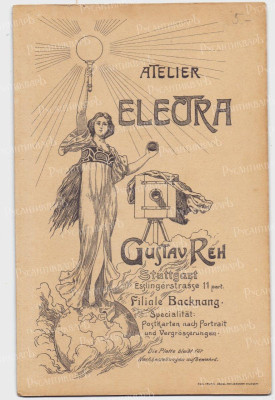 5.-
ATELIER
ELECTRA
GUSTAV REH
Stuttgart
Esslingerstrasse 11 part.
Filiale Backnang.
Specialität:
Postkarten nach Portrait
und Vergrösserungen.
Die Platte bleibt für
Nachbestellungen aufbewahrt.